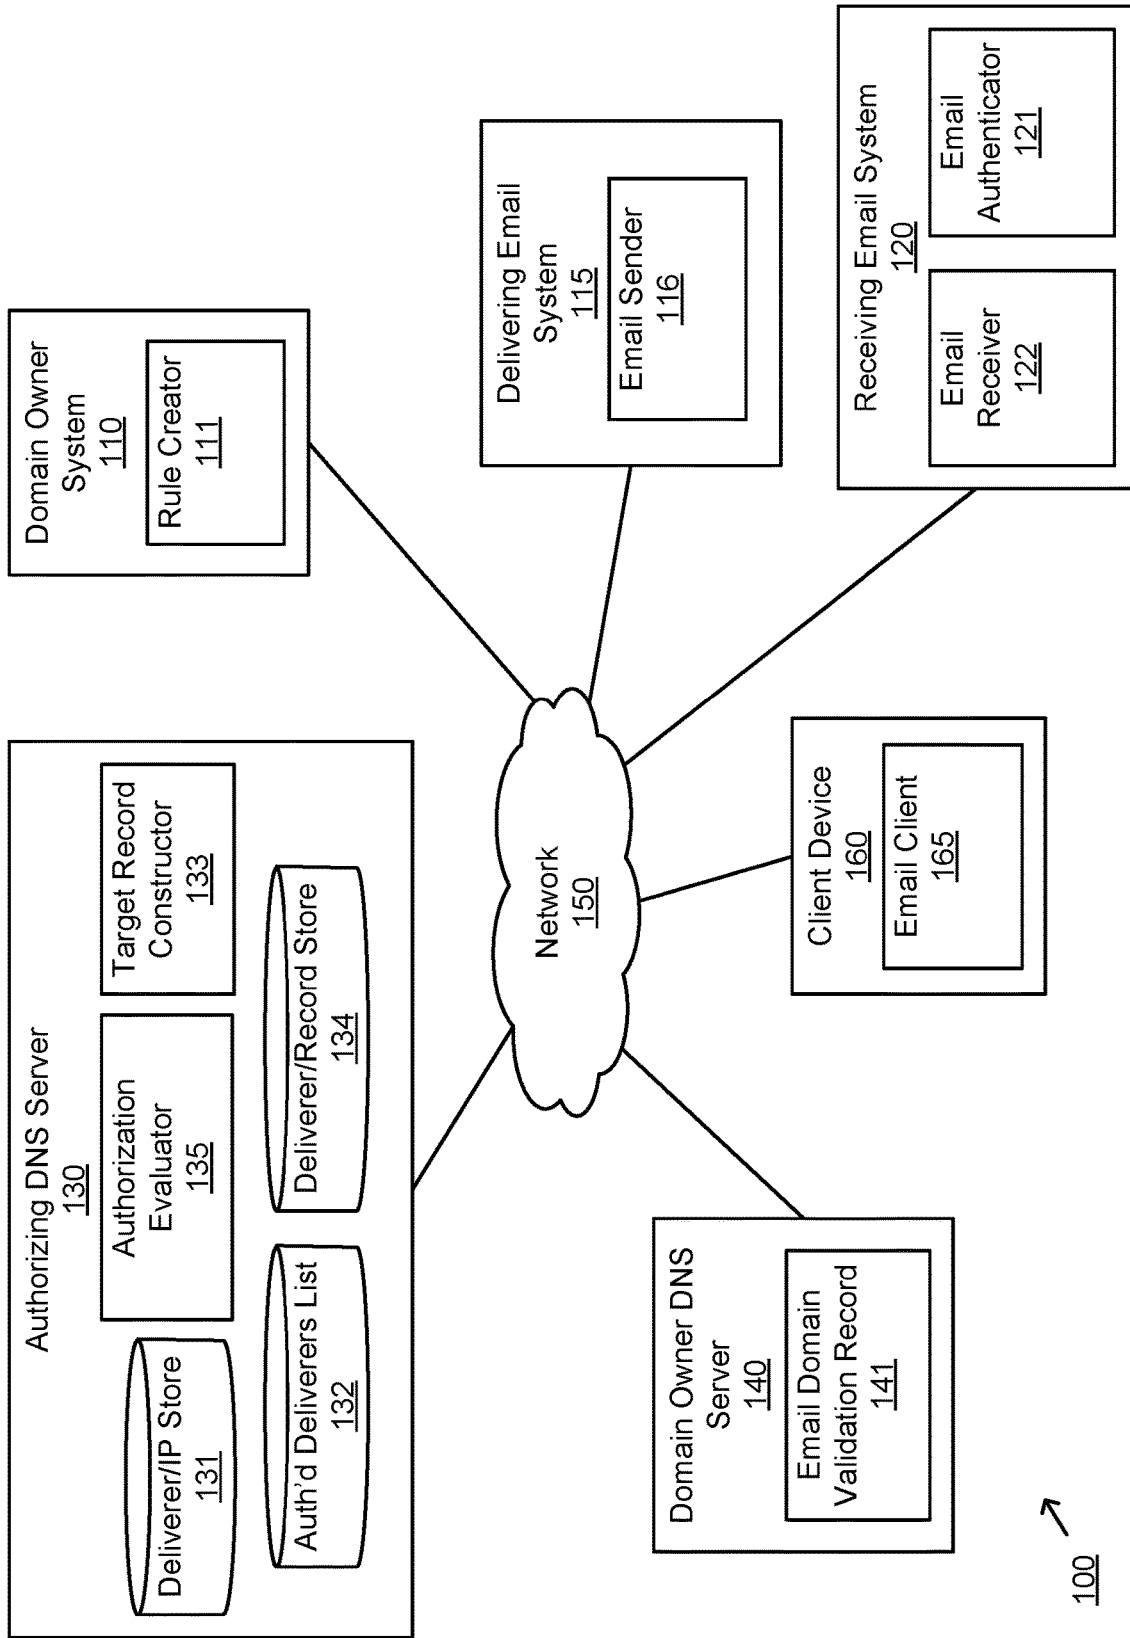 Authorizing DNS Server
130
Deliver/IP Store
131
Authorization
Evaluator
135
Target Record
Constructor
133
Auth'd Deliverers List
132
Deliverer/Record Store
134
Domain Owner
System
110
Rule Creator
111
Network
150
Delivering Email
System
115
Email Sender
116
Domain Owner DNS
Server
140
Email Domain
Validation Record
141
Client Device
160
Email Client
165
Receiving Email System
120
Email
Receiver
122
Email
Authenticator
121
100